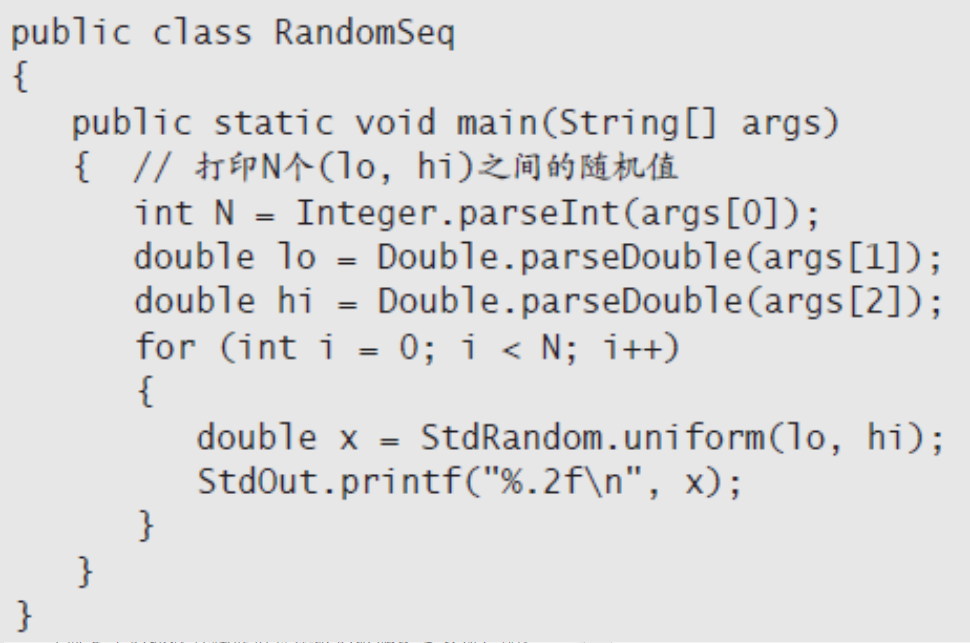 public class RandomSeq
{
   public static void main(String[] args)
   {  // 打印N个(lo, hi)之间的随机值
      int N = Integer.parseInt(args[0]);
      double lo = Double.parseDouble(args[1]);
      double hi = Double.parseDouble(args[2]);
      for (int i = 0; i < N; i++)
      {
         double x = StdRandom.uniform(lo, hi);
         StdOut.printf("%.2f\n", x);
      }
   }
}